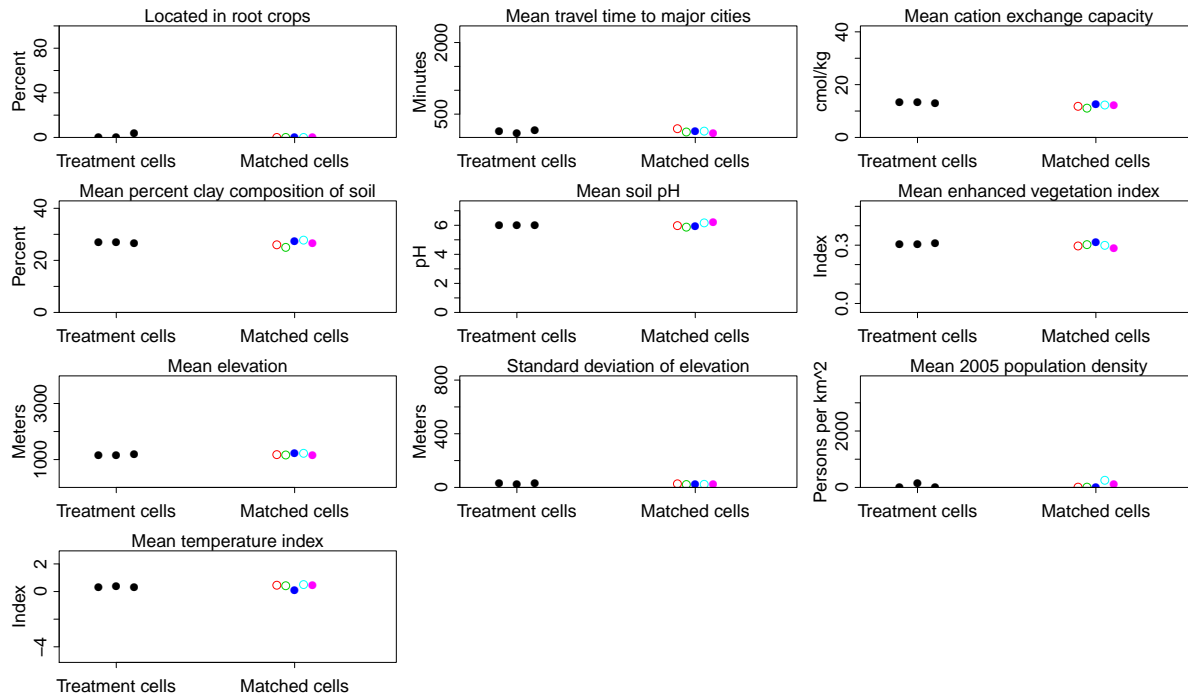 Located in root crops
Percent
0 40 80
Treatment cells Matched cells
Mean travel time to major cities
Minutes
500 2000
Treatment cells Matched cells
Mean cation exchange capacity
cmol/kg
0 20 40
Treatment cells Matched cells
Mean percent clay composition of soil
Percent
0 20 40
Treatment cells Matched cells
Mean soil pH
pH
0 2 4 6
Treatment cells Matched cells
Mean enhanced vegetation index
Index
0.0 0.3
Treatment cells Matched cells
Mean elevation
Meters
1000 3000
Treatment cells Matched cells
Standard deviation of elevation
Meters
0 400 800
Treatment cells Matched cells
Mean 2005 population density
Persons per km^2
0 2000
Treatment cells Matched cells
Mean temperature index
Index
−4 0 2
Treatment cells Matched cells